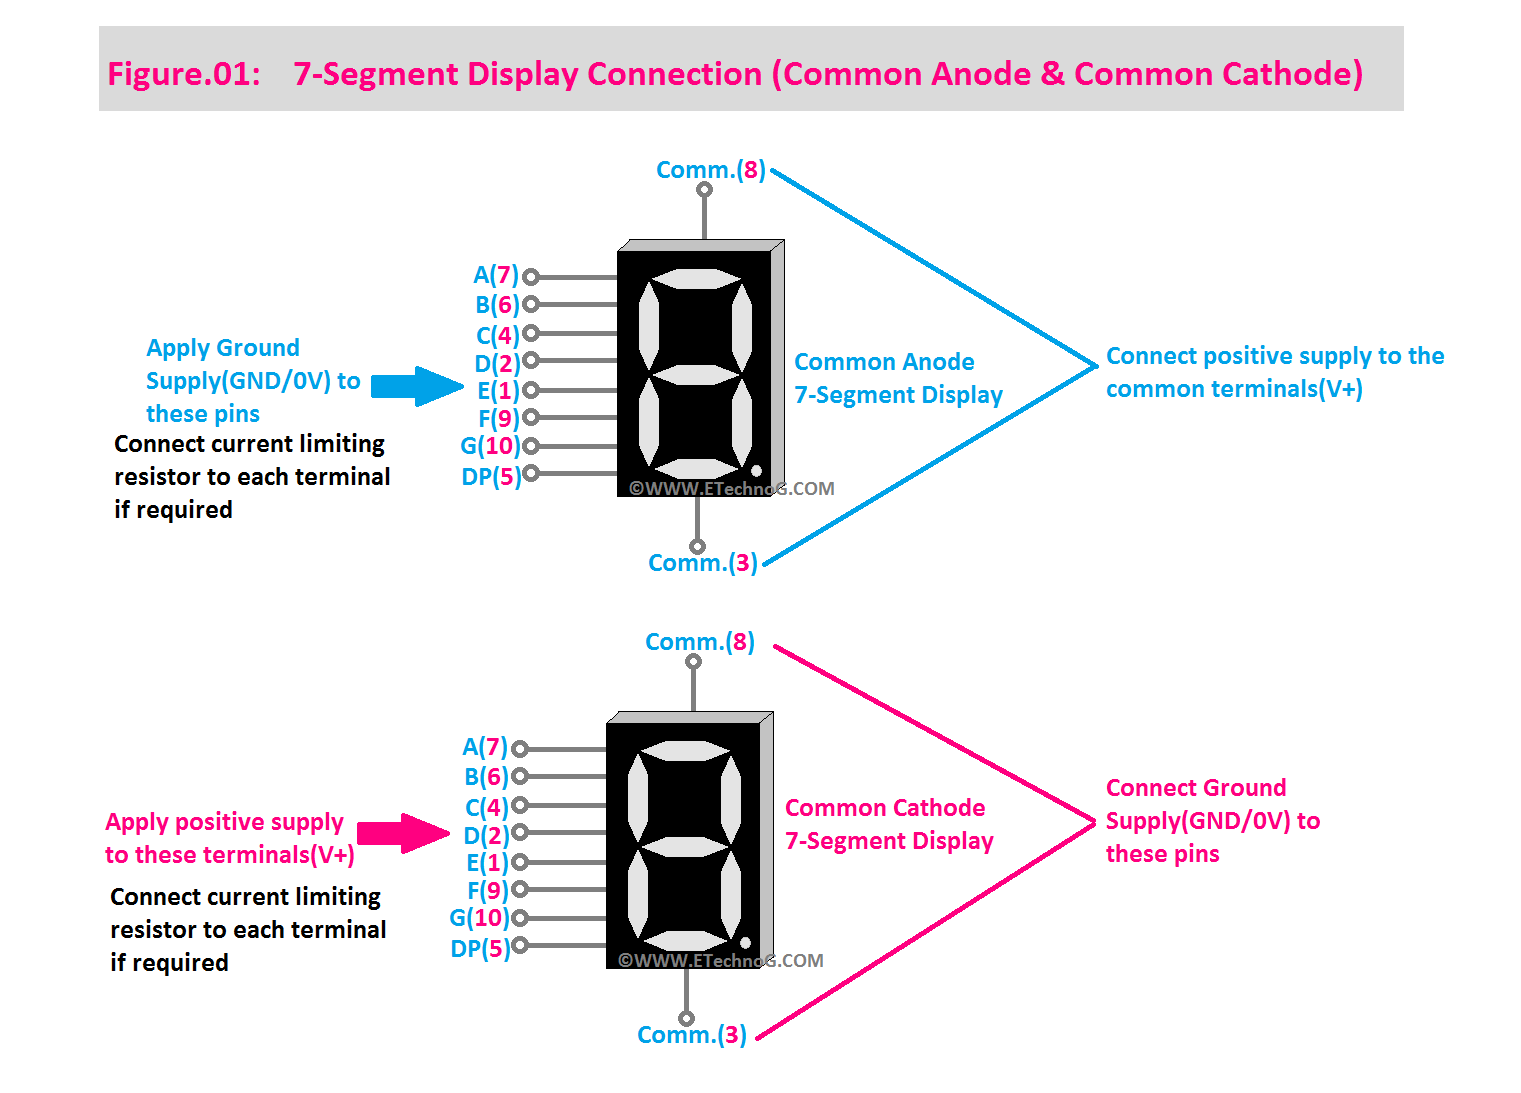 Figure.01: 7-Segment Display Connection (Common Anode & Common Cathode)
Comm.(8)
A(7)
B(6)
C(4)
D(2)
E(1)
F(9)
G(10)
DP(5)
Apply Ground
Supply(GND/0V) to
these pins
Connect current limiting
resistor to each terminal
if required
Common Anode
7-Segment Display
Connect positive supply to the
common terminals(V+)
©WWW.ETechnoG.COM
Comm.(3)
Comm.(8)
A(7)
B(6)
C(4)
D(2)
E(1)
F(9)
G(10)
DP(5)
Apply positive supply
to these terminals(V+)
Connect current limiting
resistor to each terminal
if required
Common Cathode
7-Segment Display
Connect Ground
Supply(GND/0V) to
these pins
©WWW.ETechnoG.COM
Comm.(3)